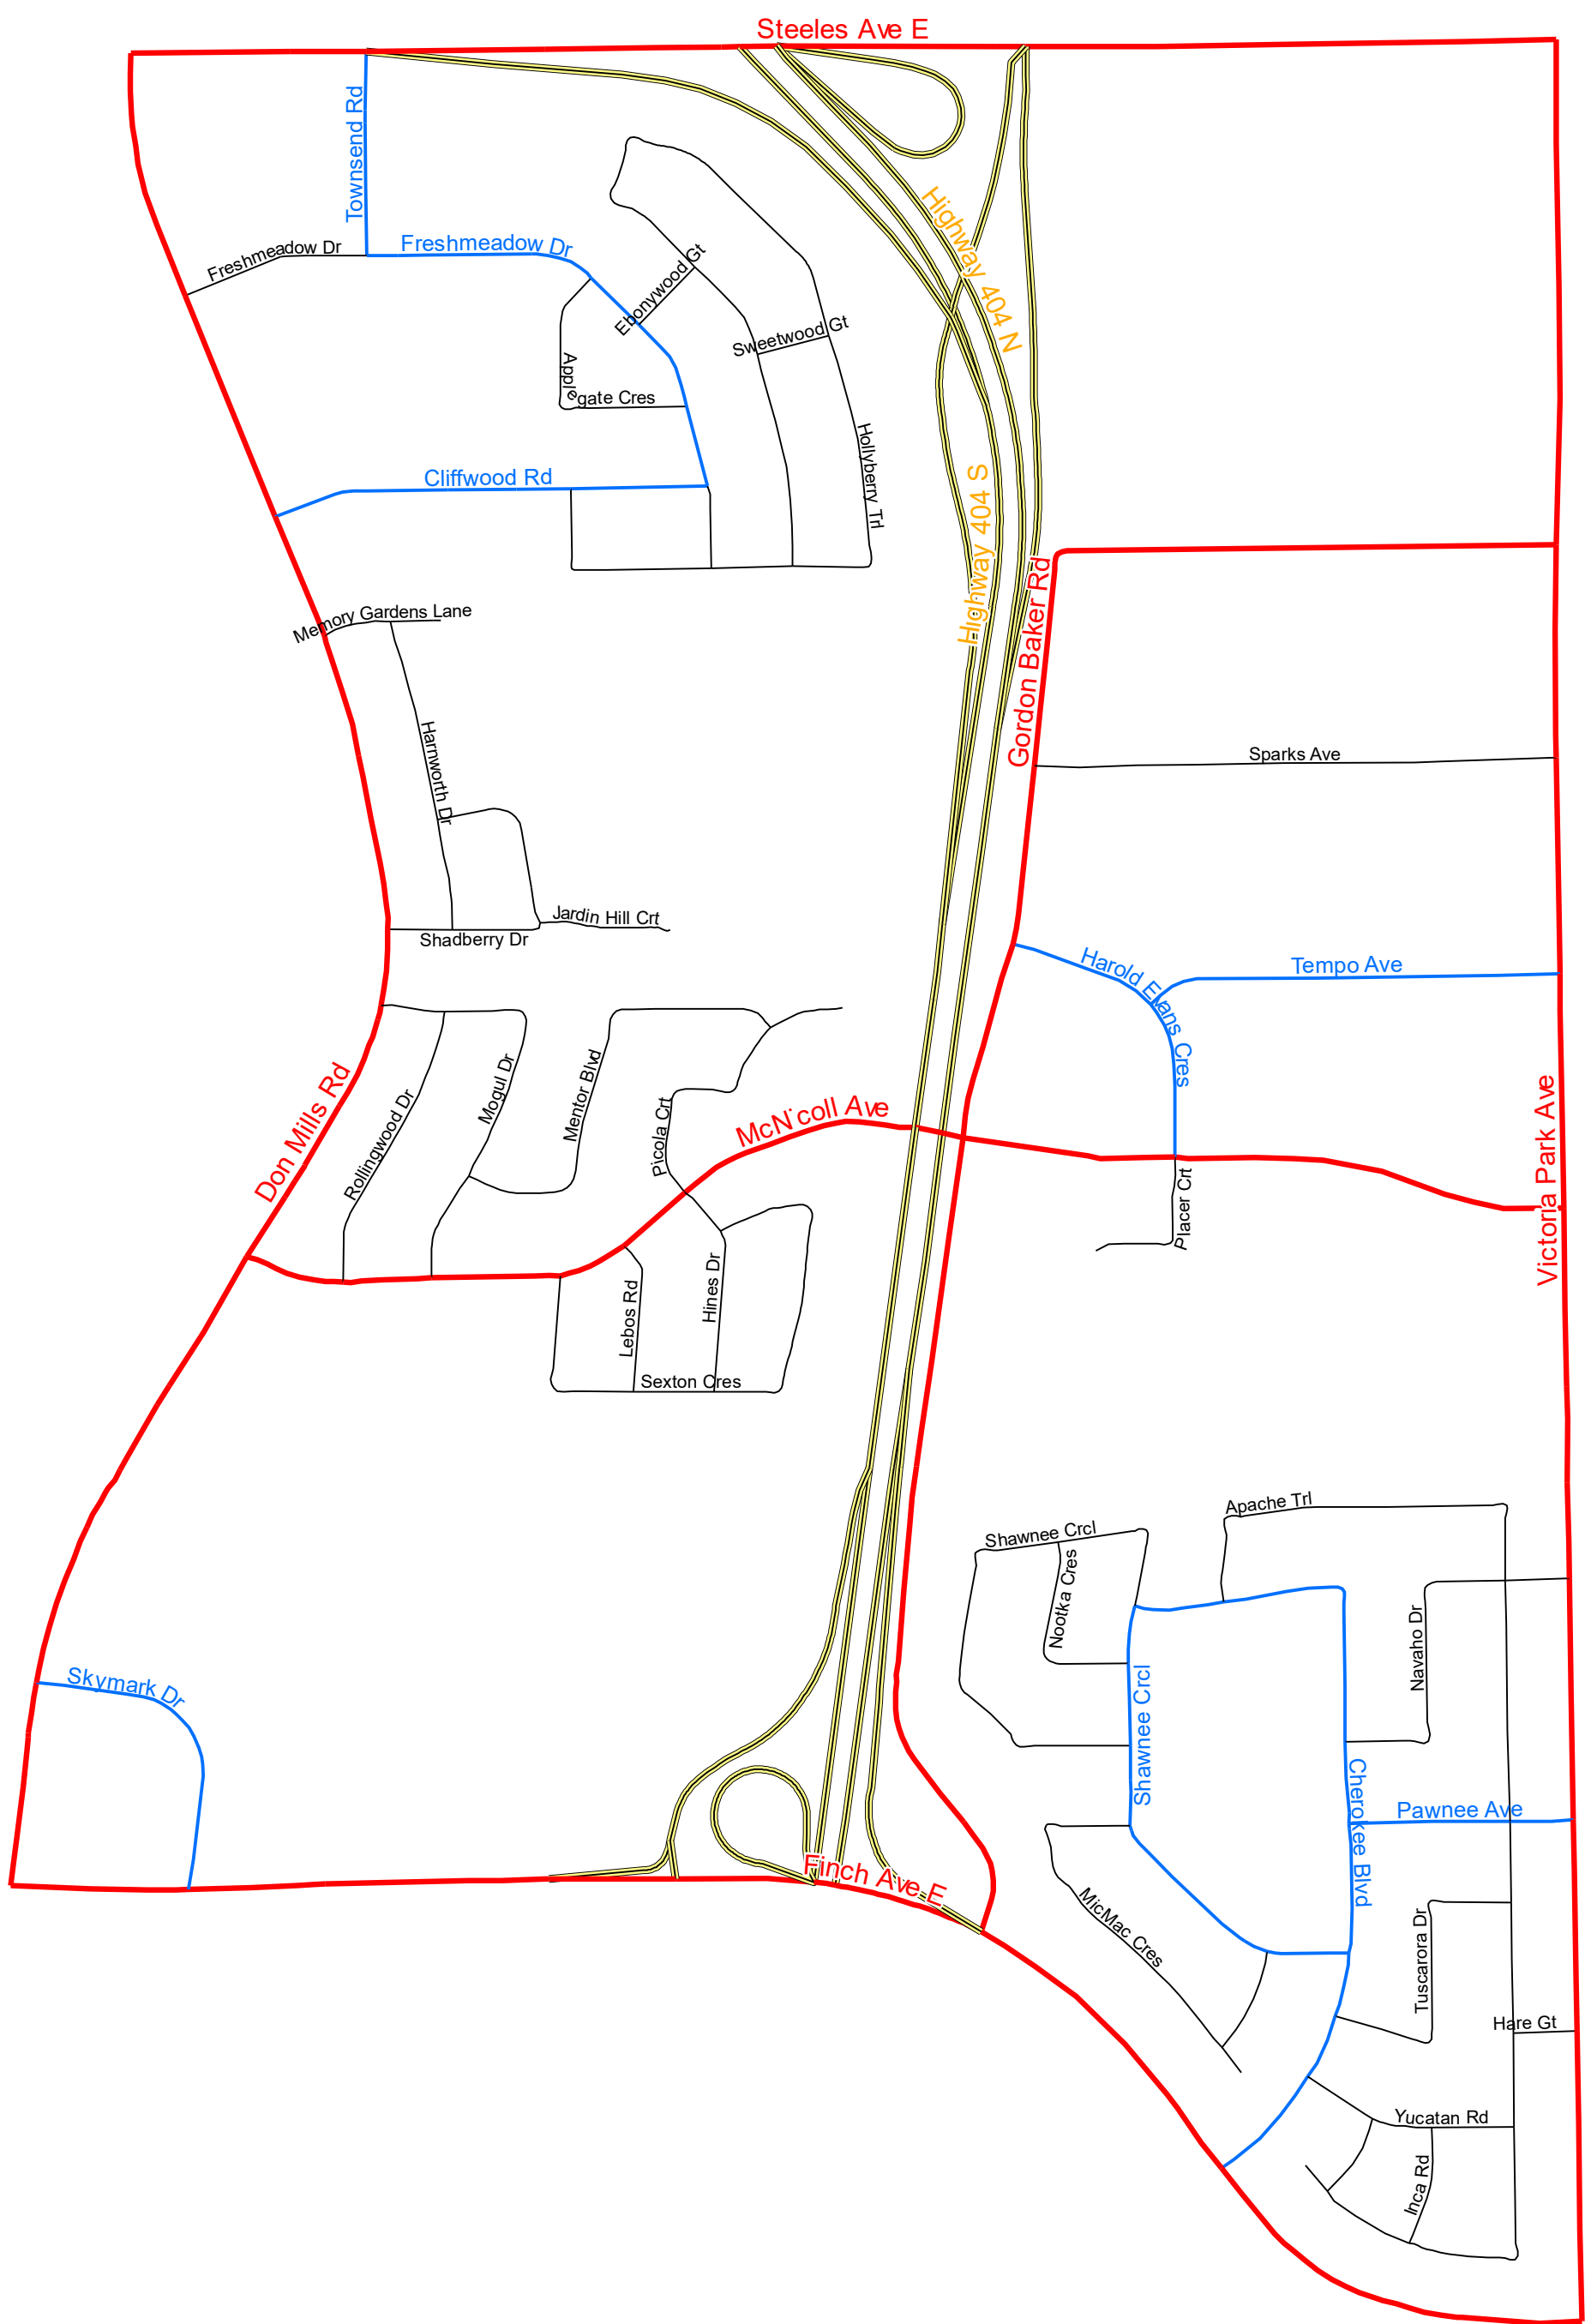 Steeles Ave E
Townsend Rd
Freshmeadow Dr
Freshmeadow Dr
Ebonywood Gt
Highway 404 N
Sweetwood Gt
Applegate Cres
Hollyberry Trl
Cliffwood Rd
Highway 404 S
Gordon Baker Rd
Memory Gardens Lane
Harnworth Dr
Sparks Ave
Jardin Hill Crt
Shadberry Dr
Harold Evans Cres
Tempo Ave
Don Mills Rd
Rollingwood Dr
Mogul Dr
Mentor Blvd
Picola Crt
McNicoll Ave
Victoria Park Ave
Placer Crt
Lebos Rd
Hines Dr
Sexton Cres
Apache Trl
Shawnee Crcl
Nootka Cres
Navaho Dr
Skymark Dr
Shawnee Crcl
Cherokee Blvd
Pawnee Ave
Finch Ave E
MicMac Cres
Tuscarora Dr
Hare Gt
Yucatan Rd
Inca Rd